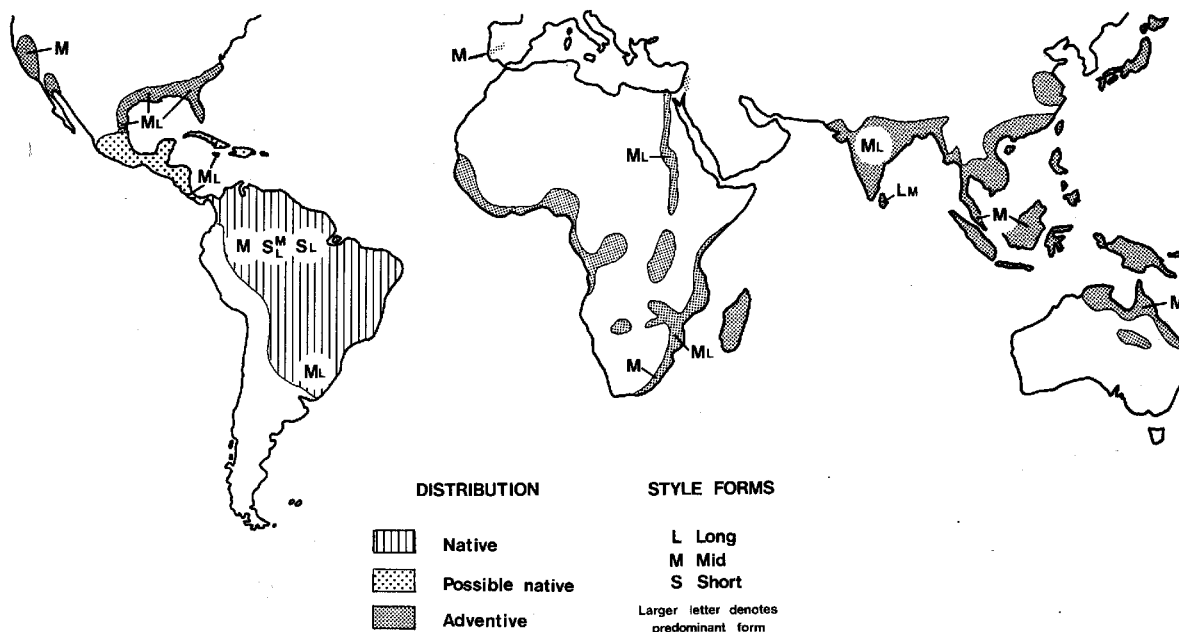 M
M
ML
ML
ML
ML
ML
LM
M
M
M SML SL
ML
ML
M
DISTRIBUTION
Native
Possible native
Adventive
STYLE FORMS
L Long
M Mid
S Short
Larger letter denotes
predominant form